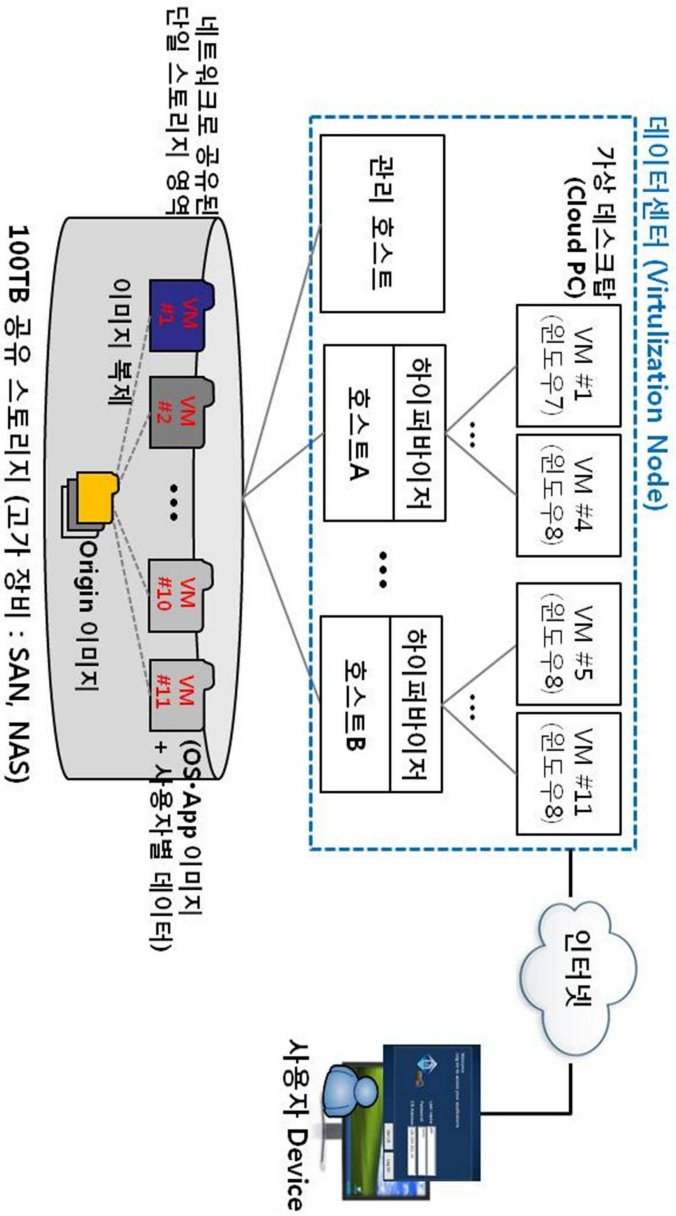 데이터센터 (Virtulization Node)
가상 데스크탑
(Cloud PC)
VM #1
(윈도우7)
VM #4
(윈도우8)
VM #5
(윈도우8)
VM #11
(윈도우8)
...
...
관리 호스트
하이퍼바이저
호스트A
...
하이퍼바이저
호스트B
인터넷
사용자 Device
네트워크로 공유된
단일 스토리지 영역
VM
#1
VM
#2
...
VM
#10
VM
#11
이미지 복제
Origin 이미지
(OS·App 이미지
+ 사용자별 데이터)
100TB 공유 스토리지 (고가 장비 : SAN, NAS)